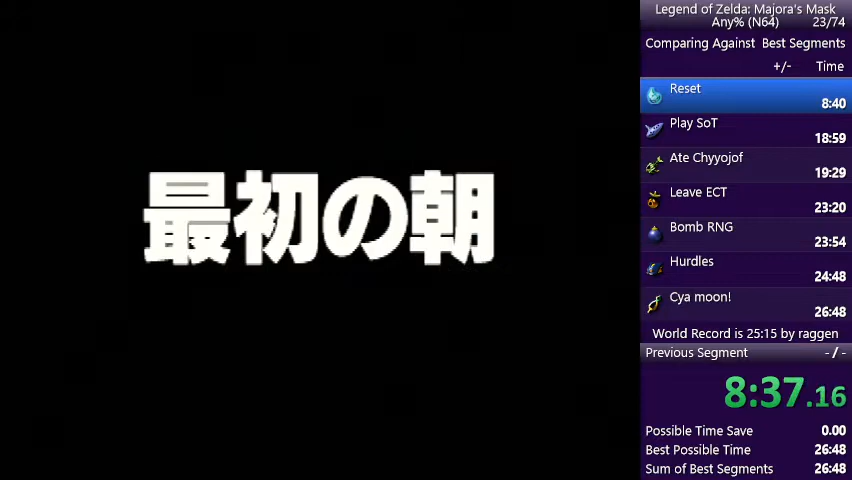 最初の朝
Legend of Zelda: Majora's Mask
Any% (N64) 23/74
Comparing Against Best Segments
+/- Time
Reset
8:40
Play SoT
18:59
Ate Chyyojof
19:29
Leave ECT
23:20
Bomb RNG
23:54
Hurdles
24:48
Cya moon!
26:48
World Record is 25:15 by raggen
Previous Segment - / -
8:37.16
Possible Time Save 0.00
Best Possible Time 26:48
Sum of Best Segments 26:48